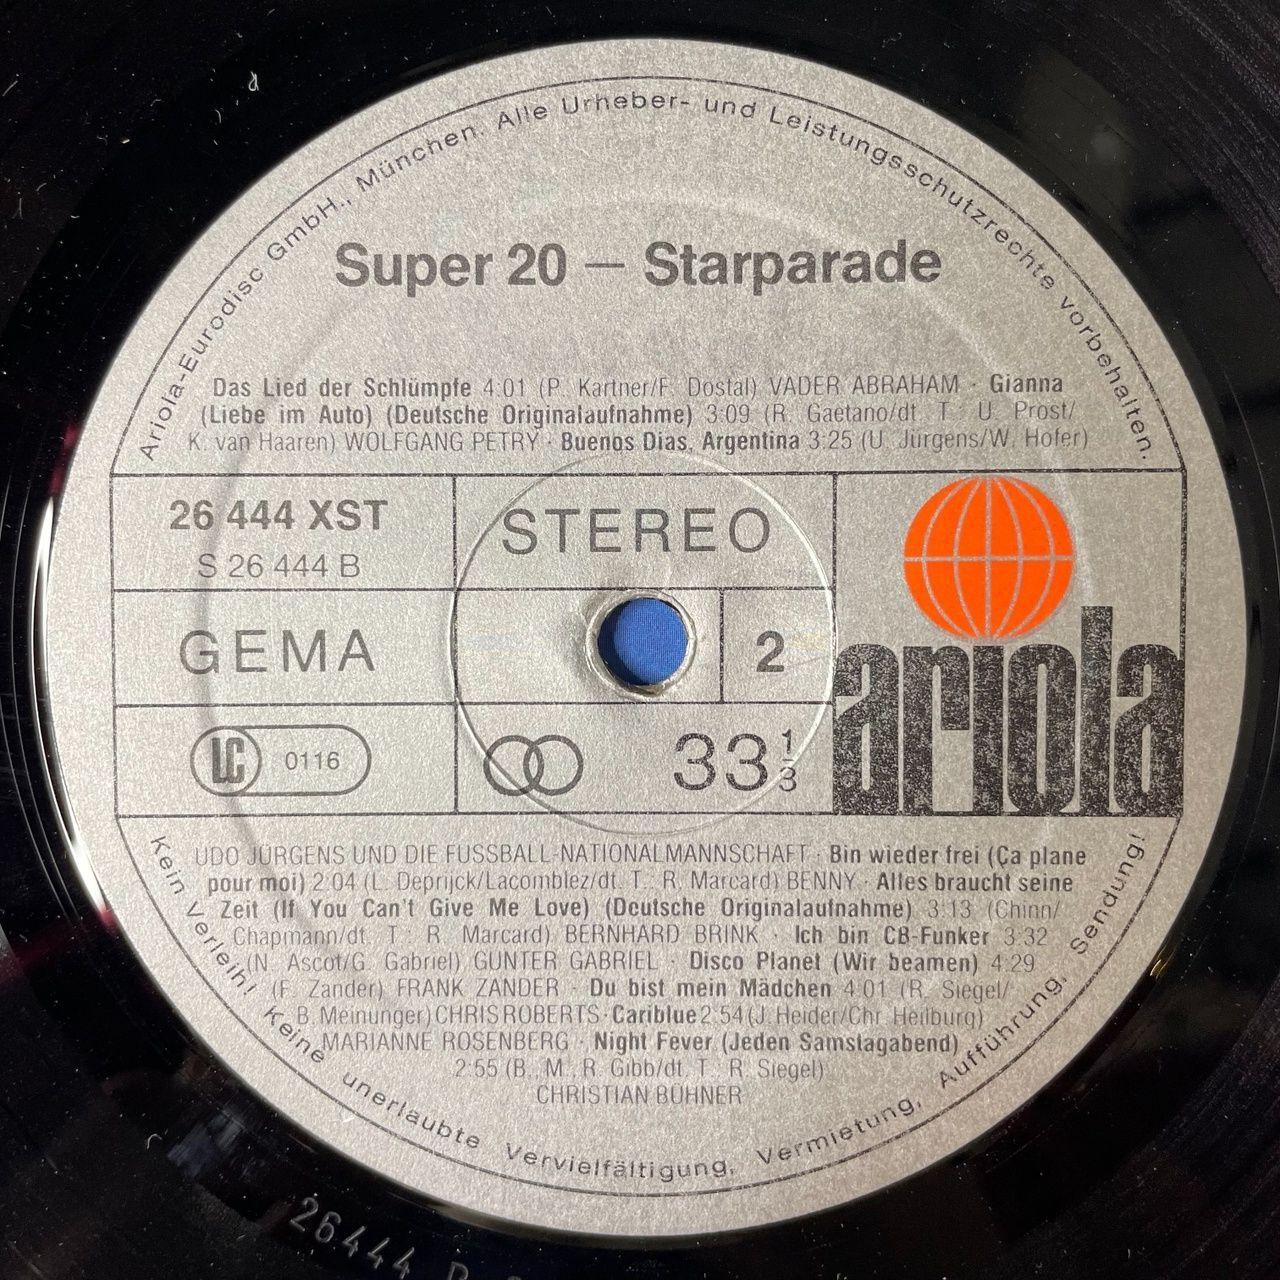 Ariola-Eurodisc GmbH., München. Alle Urheber- und Leistungsschutzrechte vorbehalten.
Super 20 — Starparade
Das Lied der Schlümpfe 4:01 (P. Kartner/F. Dostal) VADER ABRAHAM · Gianna
(Liebe im Auto) (Deutsche Originalaufnahme) 3:09 (R. Gaetano/dt. T.: U. Prost/
K. van Haaren) WOLFGANG PETRY · Buenos Dias, Argentina 3:25 (U. Jürgens/W. Hofer)
26 444 XST
S 26 444 B
STEREO
GEMA
2
LC 0116
33 1/3
ariola
UDO JÜRGENS UND DIE FUSSBALL-NATIONALMANNSCHAFT · Bin wieder frei (Ça plane
pour moi) 2:04 (L. Deprijck/Lacomblez/dt. T.: R. Marcard) BENNY · Alles braucht seine
Zeit (If You Can't Give Me Love) (Deutsche Originalaufnahme) 3:13 (Chinn/
Chapmann/dt. T.: R. Marcard) BERNHARD BRINK · Ich bin CB-Funker 3:32
(N. Ascot/G. Gabriel) GUNTER GABRIEL · Disco Planet (Wir beamen) 4:29
(F. Zander) FRANK ZANDER · Du bist mein Mädchen 4:01 (R. Siegel/
B. Meinunger) CHRIS ROBERTS · Cariblue 2:54 (J. Heider/Chr. Heilburg)
MARIANNE ROSENBERG · Night Fever (Jeden Samstagabend)
2:55 (B., M., R. Gibb/dt. T.: R. Siegel)
CHRISTIAN BÜHNER
Kein Verleih! Keine unerlaubte Vervielfältigung, Vermietung, Aufführung, Sendung!
26444